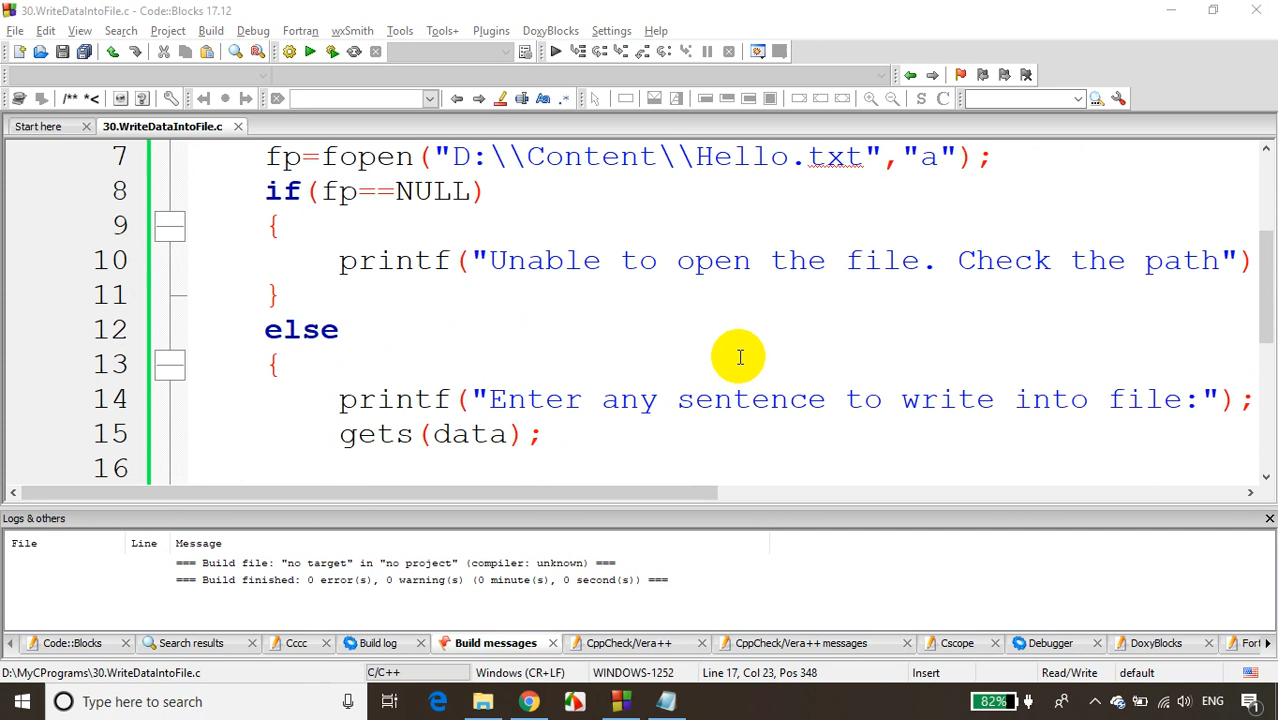 30.WriteDataIntoFile.c - Code::Blocks 17.12
File Edit View Search Project Build Debug Fortran wxSmith Tools Tools+ Plugins DoxyBlocks Settings Help
/** *<
S C
Start here 30.WriteDataIntoFile.c
7 fp=fopen("D:\\Content\\Hello.txt","a");
8 if(fp==NULL)
9 {
10 printf("Unable to open the file. Check the path")
11 }
12 else
13 {
14 printf("Enter any sentence to write into file:");
15 gets(data);
16
Logs & others
File Line Message
=== Build file: "no target" in "no project" (compiler: unknown) ===
=== Build finished: 0 error(s), 0 warning(s) (0 minute(s), 0 second(s)) ===
Code::Blocks Search results Cccc Build log Build messages CppCheck/Vera++ CppCheck/Vera++ messages Cscope Debugger DoxyBlocks Fort
D:\MyCPrograms\30.WriteDataIntoFile.c C/C++ Windows (CR+LF) WINDOWS-1252 Line 17, Col 23, Pos 348 Insert Read/Write default
Type here to search 82% ENG 1